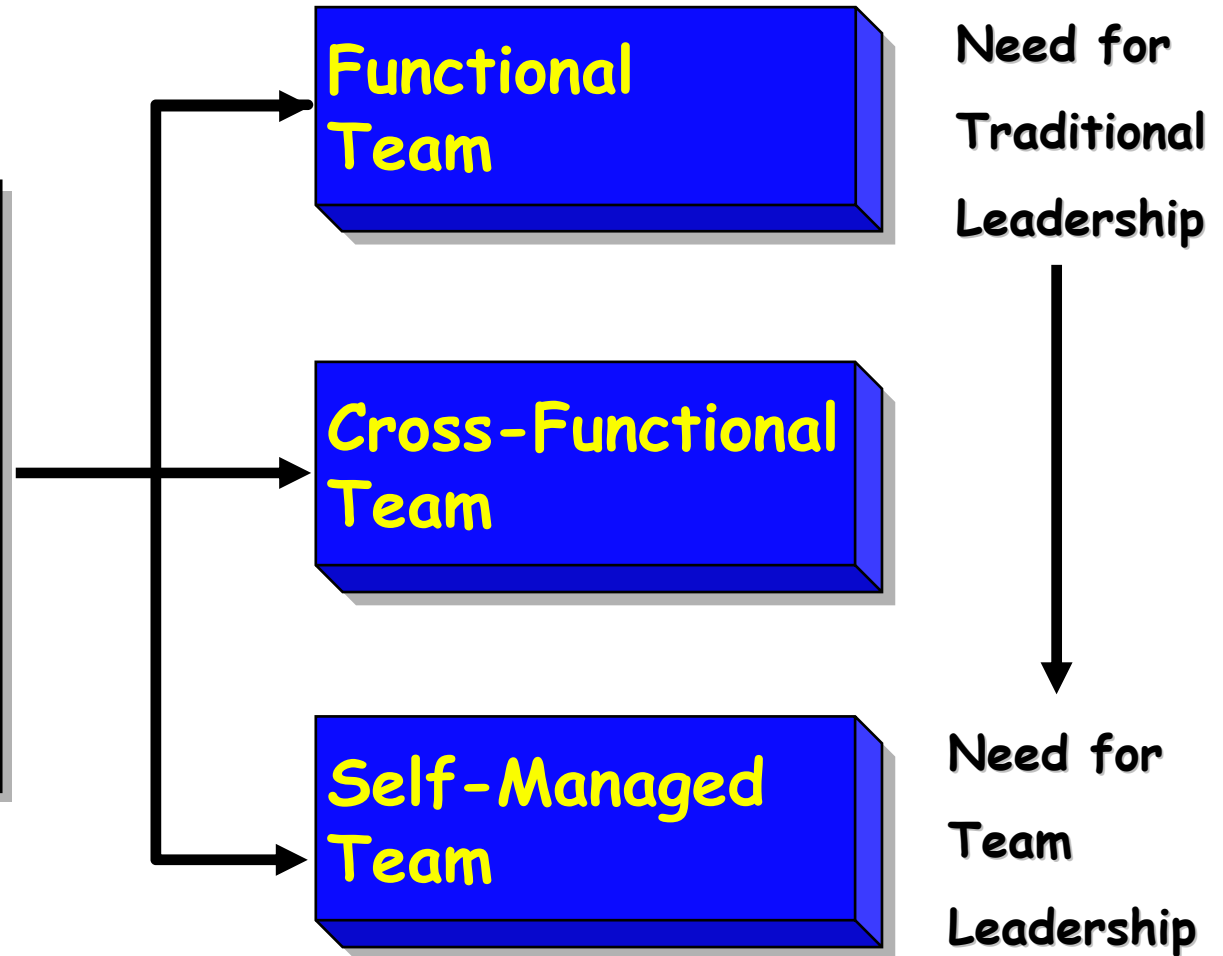 Functional
Team
Need for
Traditional
Leadership
Cross-Functional
Team
Self-Managed
Team
Need for
Team
Leadership